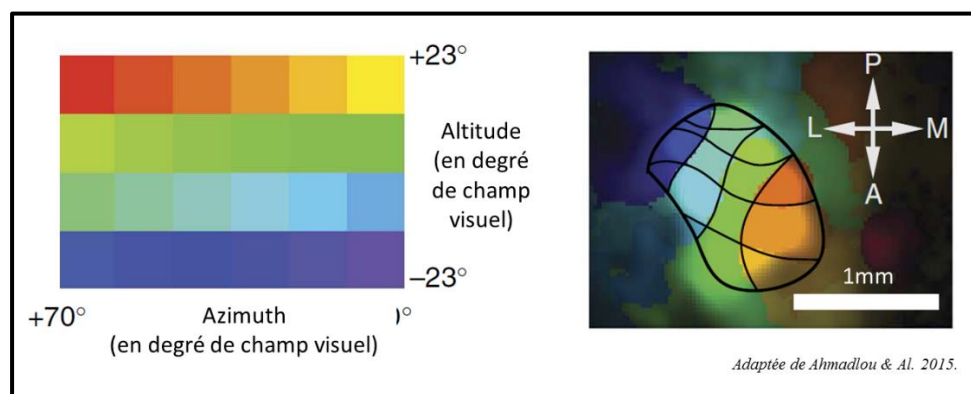 +23°
Altitude
(en degré
de champ
visuel)
−23°
+70°
Azimuth
(en degré de champ visuel)
P
L
M
A
1mm
Adaptée de Ahmadlou & Al. 2015.